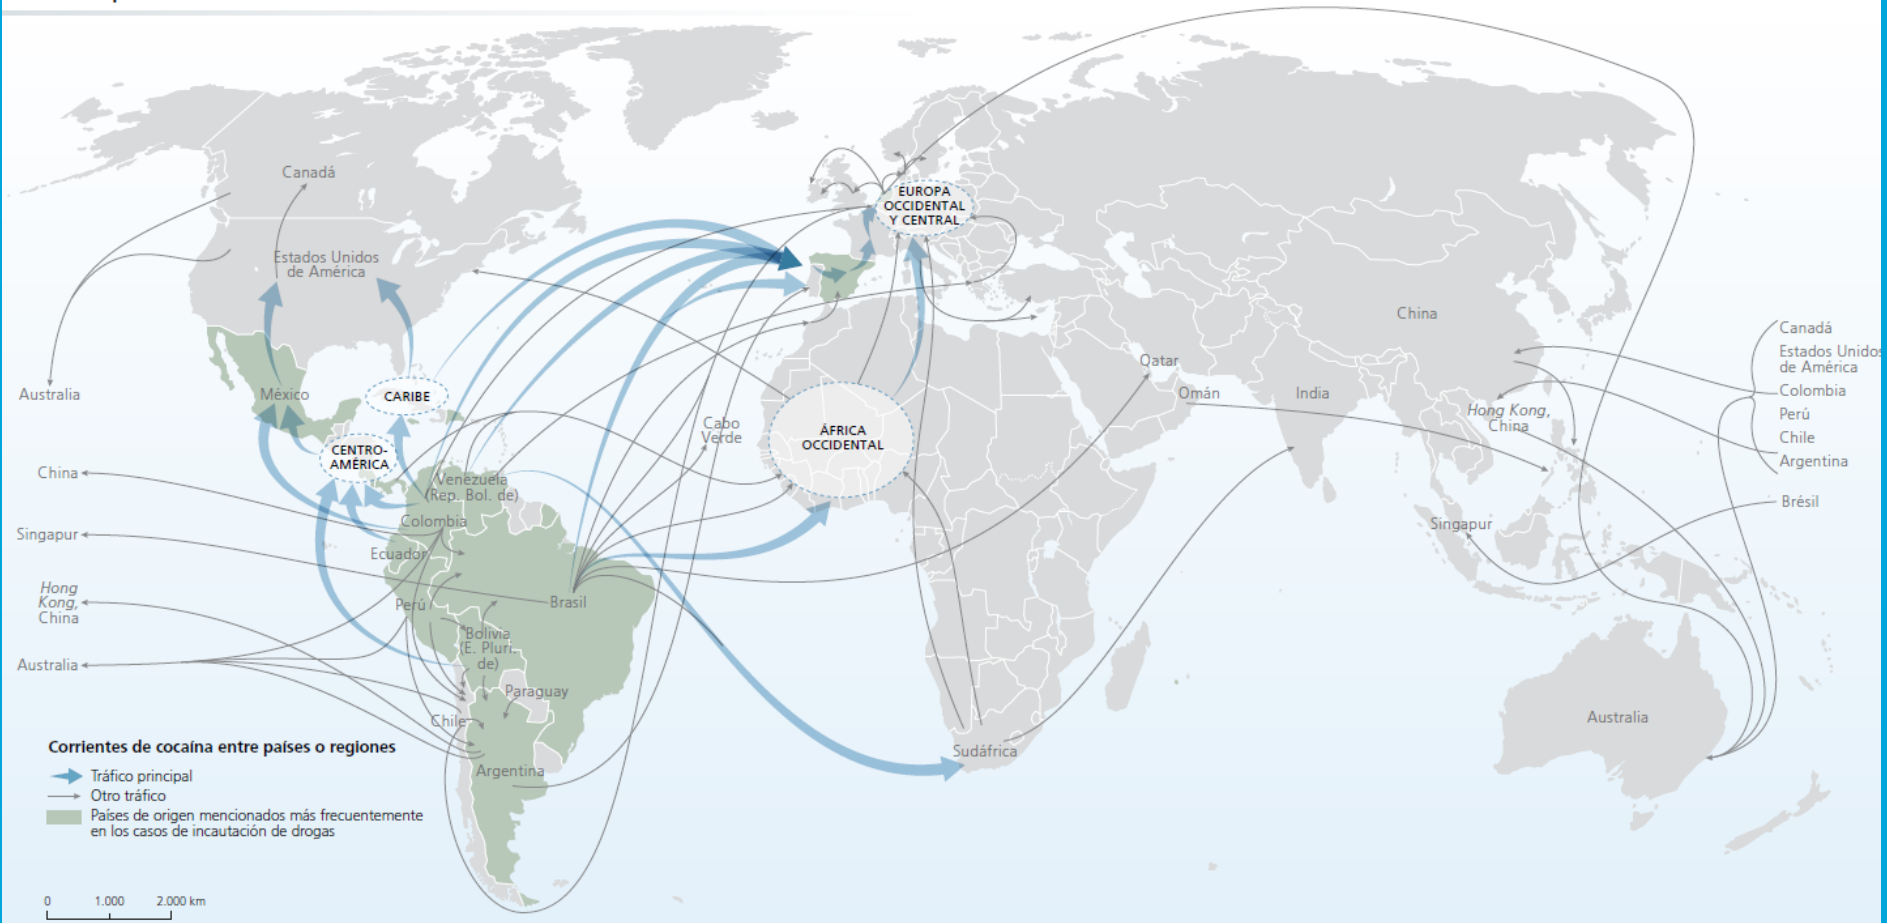 Canadá
EUROPA
OCCIDENTAL
Y CENTRAL
Estados Unidos
de América
China
Canadá
Estados Unidos
de América
Colombia
Perú
Chile
Argentina
Brésil
Qatar
Omán
India
Hong Kong,
China
Singapur
Australia
México
CARIBE
Cabo
Verde
ÁFRICA
OCCIDENTAL
CENTRO-
AMÉRICA
China
Venezuela
(Rep. Bol. de)
Colombia
Singapur
Ecuador
Hong
Kong,
China
Perú
Brasil
Bolivia
(E. Pluri.
de)
Australia
Paraguay
Chile
Argentina
Sudáfrica
Australia
Corrientes de cocaína entre países o regiones
Tráfico principal
Otro tráfico
Países de origen mencionados más frecuentemente
en los casos de incautación de drogas
0 1.000 2.000 km